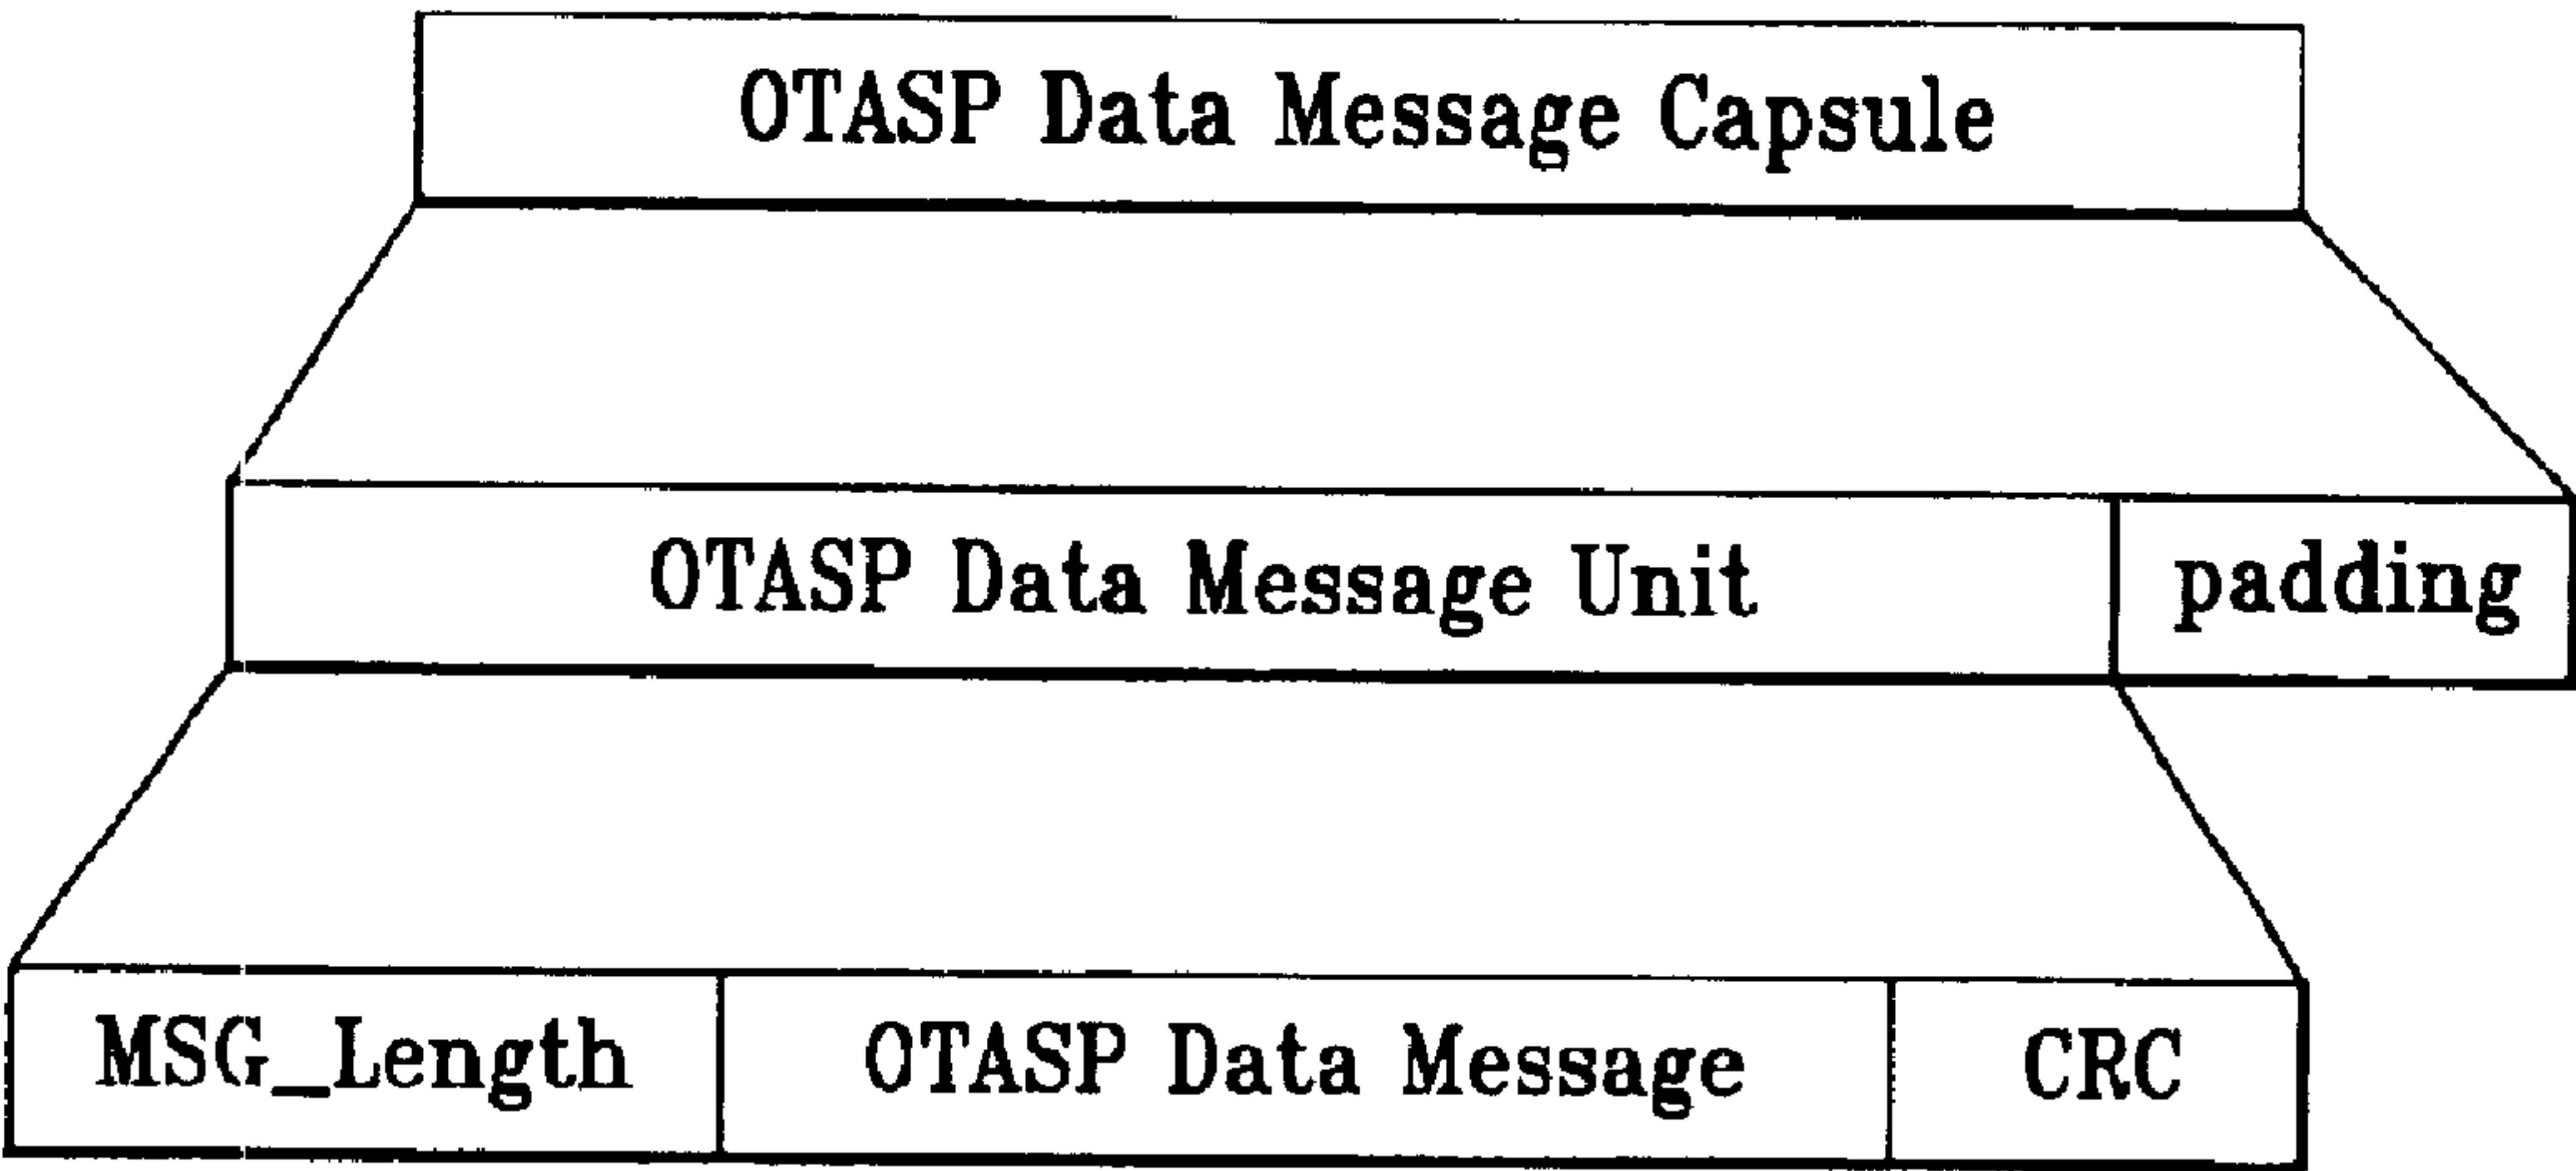 OTASP Data Message Capsule
OTASP Data Message Unit padding
MSG_Length OTASP Data Message CRC